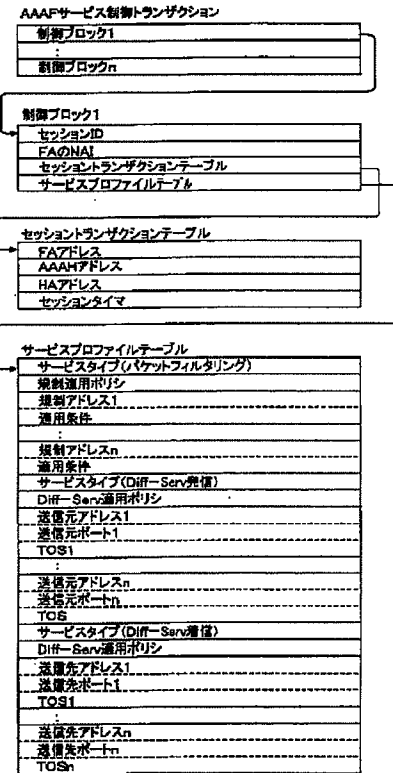 AAAFサービス制御トランザクション
制御ブロック1
:
制御ブロックn
制御ブロック1
セッションID
FAのNAI
セッショントランザクションテーブル
サービスプロファイルテーブル
セッショントランザクションテーブル
FAアドレス
AAAHアドレス
HAアドレス
セッションタイマ
サービスプロファイルテーブル
サービスタイプ(パケットフィルタリング)
規制適用ポリシ
規制アドレス1
適用条件
:
規制アドレスn
適用条件
サービスタイプ(Diff-Serv発信)
Diff-Serv適用ポリシ
送信元アドレス1
送信元ポート1
TOS1
:
送信元アドレスn
送信元ポートn
TOS
サービスタイプ(Diff-Serv着信)
Diff-Serv適用ポリシ
送信先アドレス1
送信先ポート1
TOS1
:
送信先アドレスn
送信先ポートn
TOSn